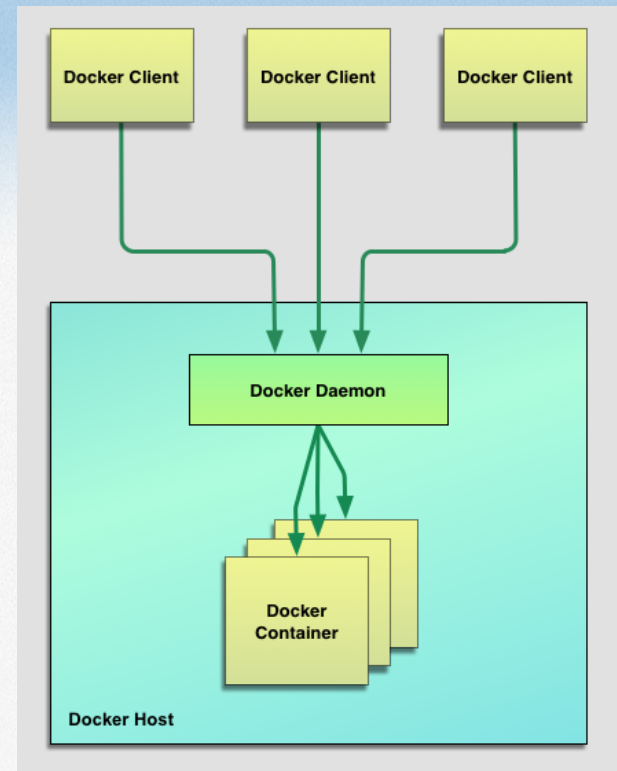 Docker Client
Docker Client
Docker Client
Docker Daemon
Docker
Container
Docker Host